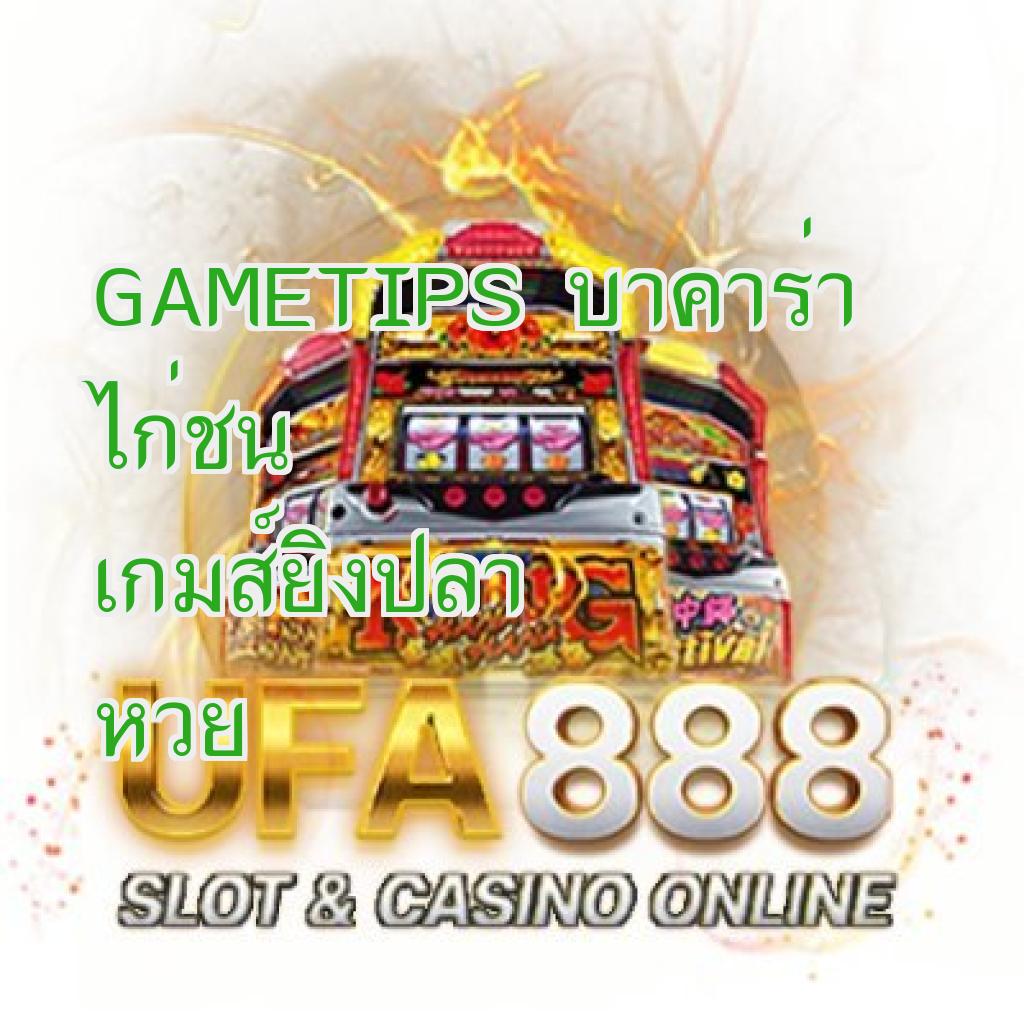 GAMETIPS บาคาร่า
ไก่ชน
เกมส์ยิงปลา
หวย
UFA888
SLOT & CASINO ONLINE